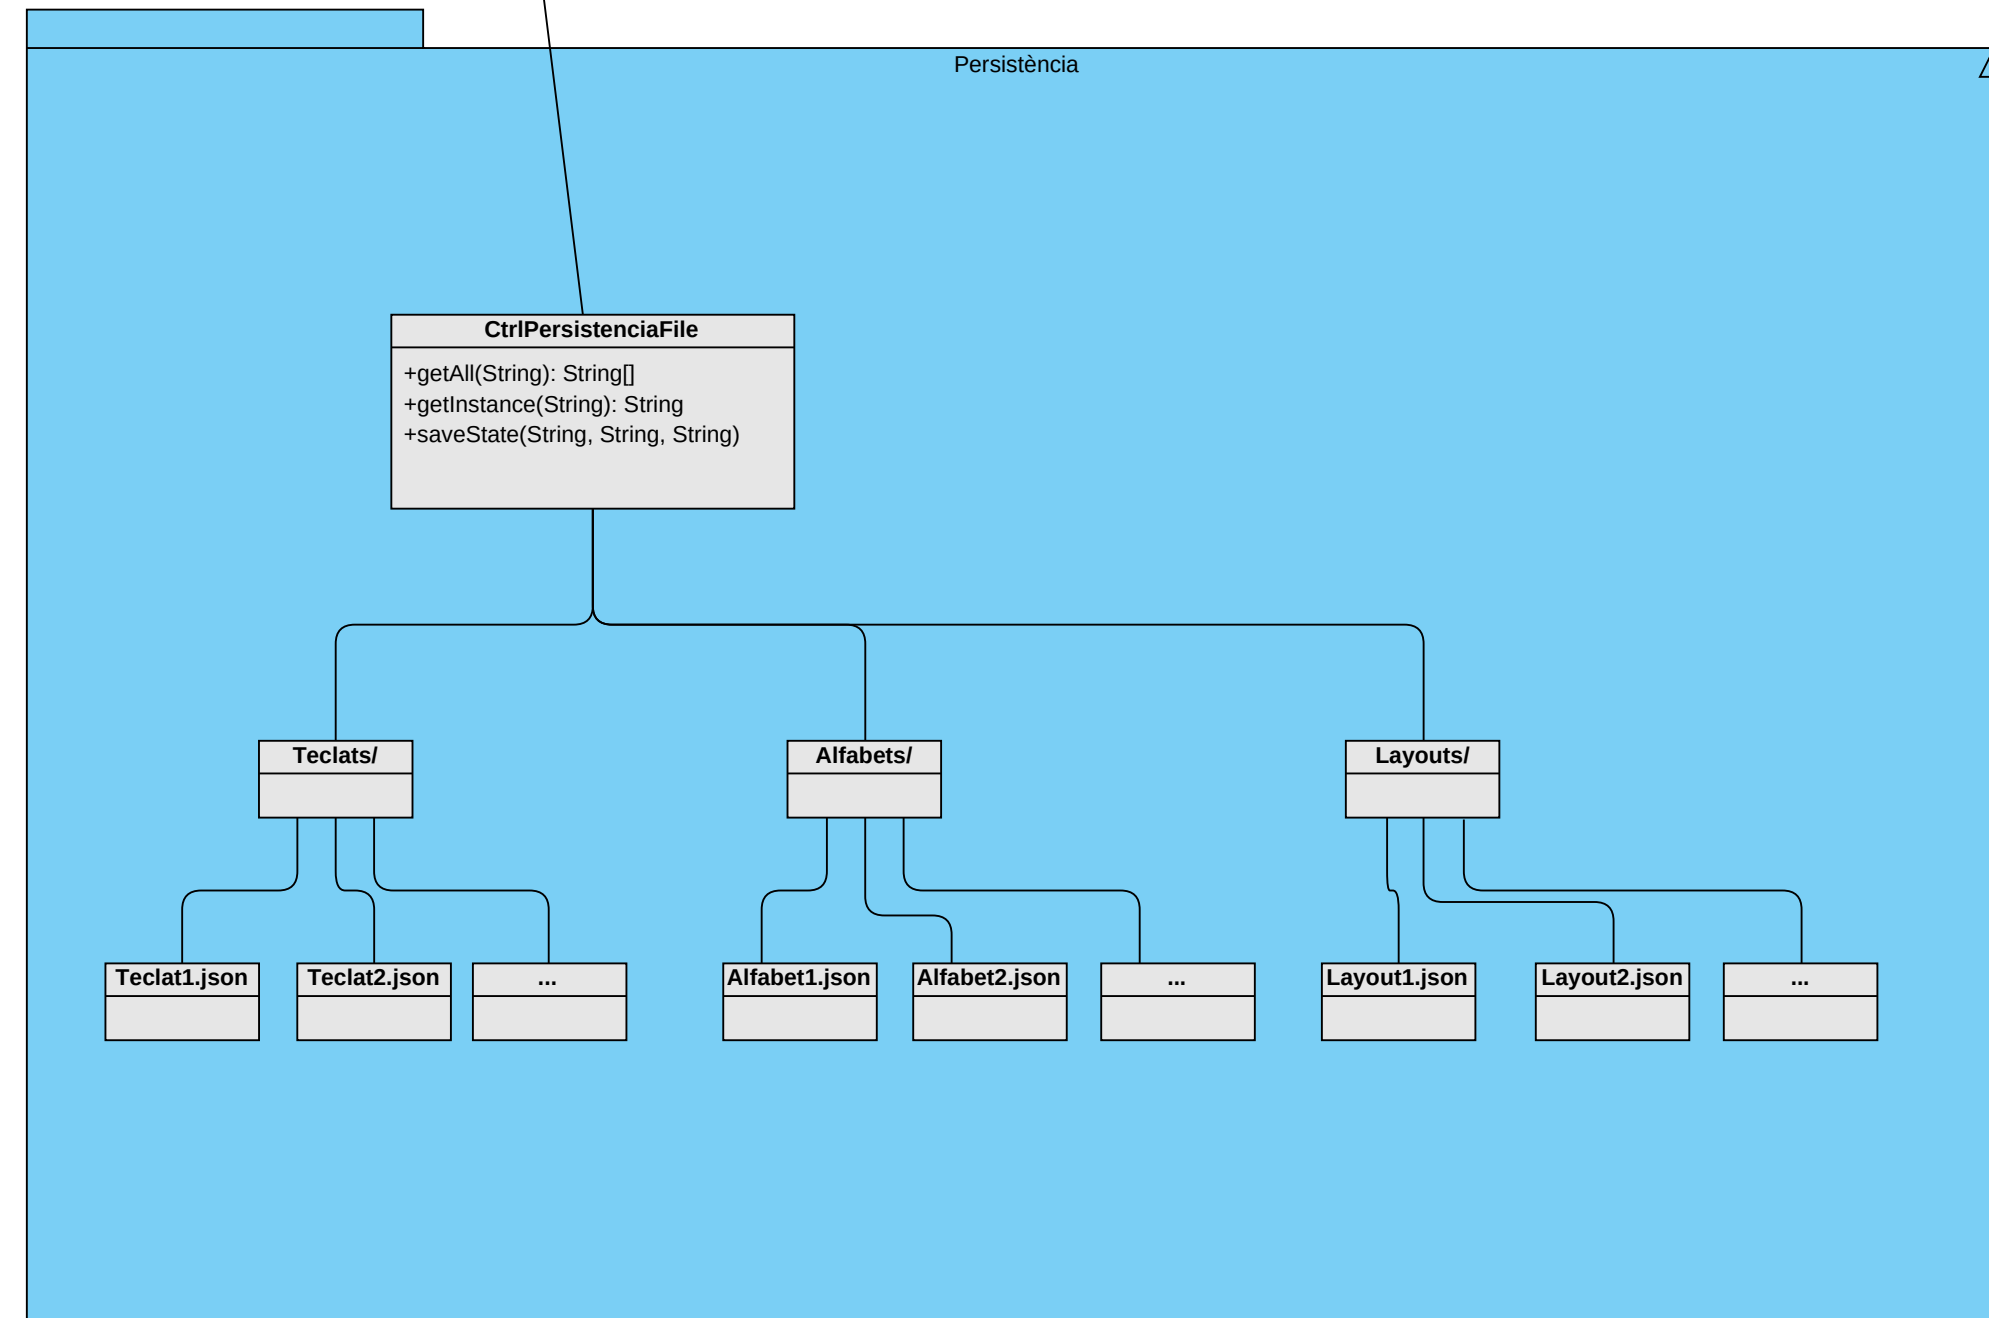 Persistència
CtrlPersistenciaFile
+getAll(String): String[]
+getInstance(String): String
+saveState(String, String, String)
Teclats/
Alfabets/
Layouts/
Teclat1.json
Teclat2.json
...
Alfabet1.json
Alfabet2.json
...
Layout1.json
Layout2.json
...